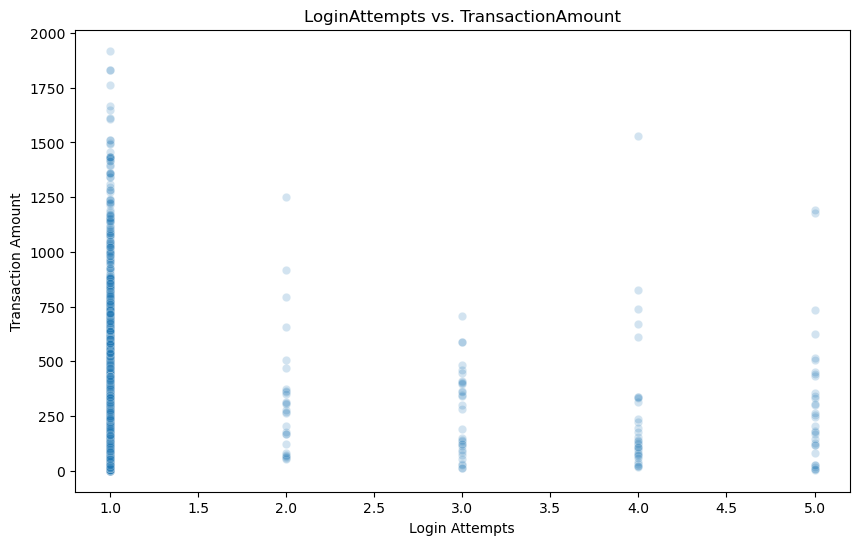 LoginAttempts vs. TransactionAmount
2000
1750
1500
1250
1000
750
500
250
0
Transaction Amount
1.0 1.5 2.0 2.5 3.0 3.5 4.0 4.5 5.0
Login Attempts